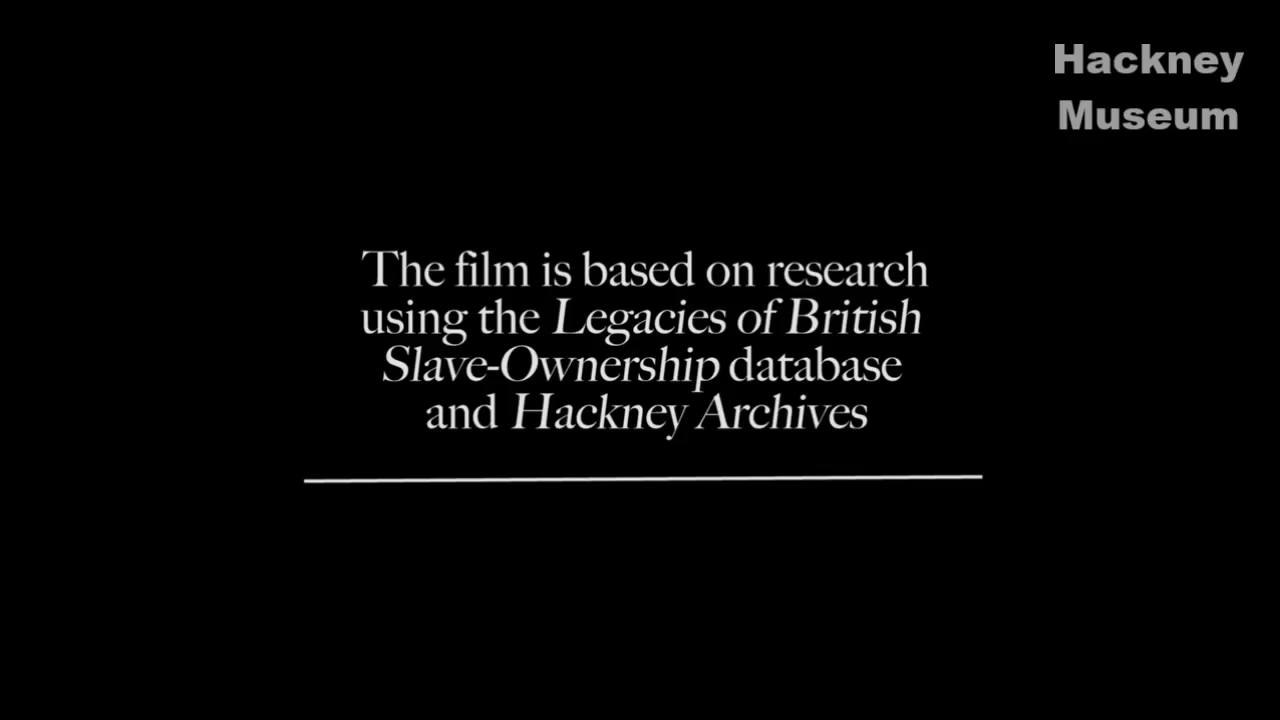 Hackney
Museum
The film is based on research
using the Legacies of British
Slave-Ownership database
and Hackney Archives